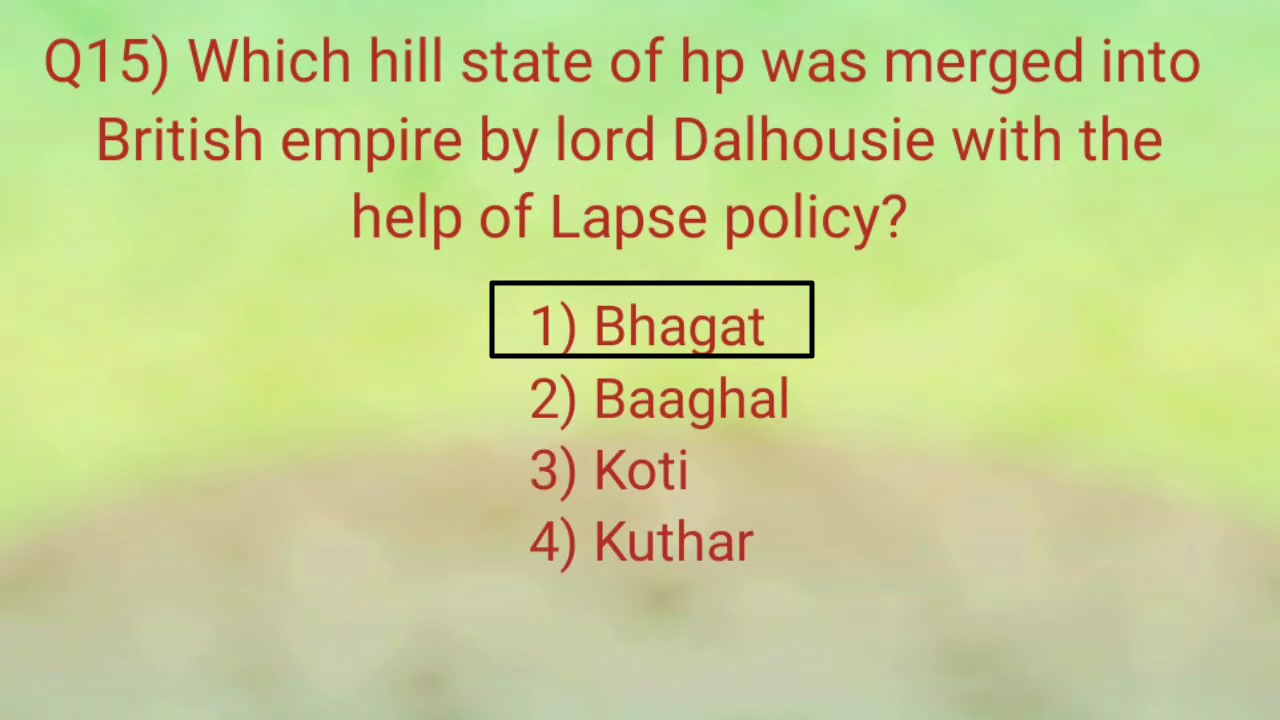 Q15) Which hill state of hp was merged into
British empire by lord Dalhousie with the
help of Lapse policy?
1) Bhagat
2) Baaghal
3) Koti
4) Kuthar